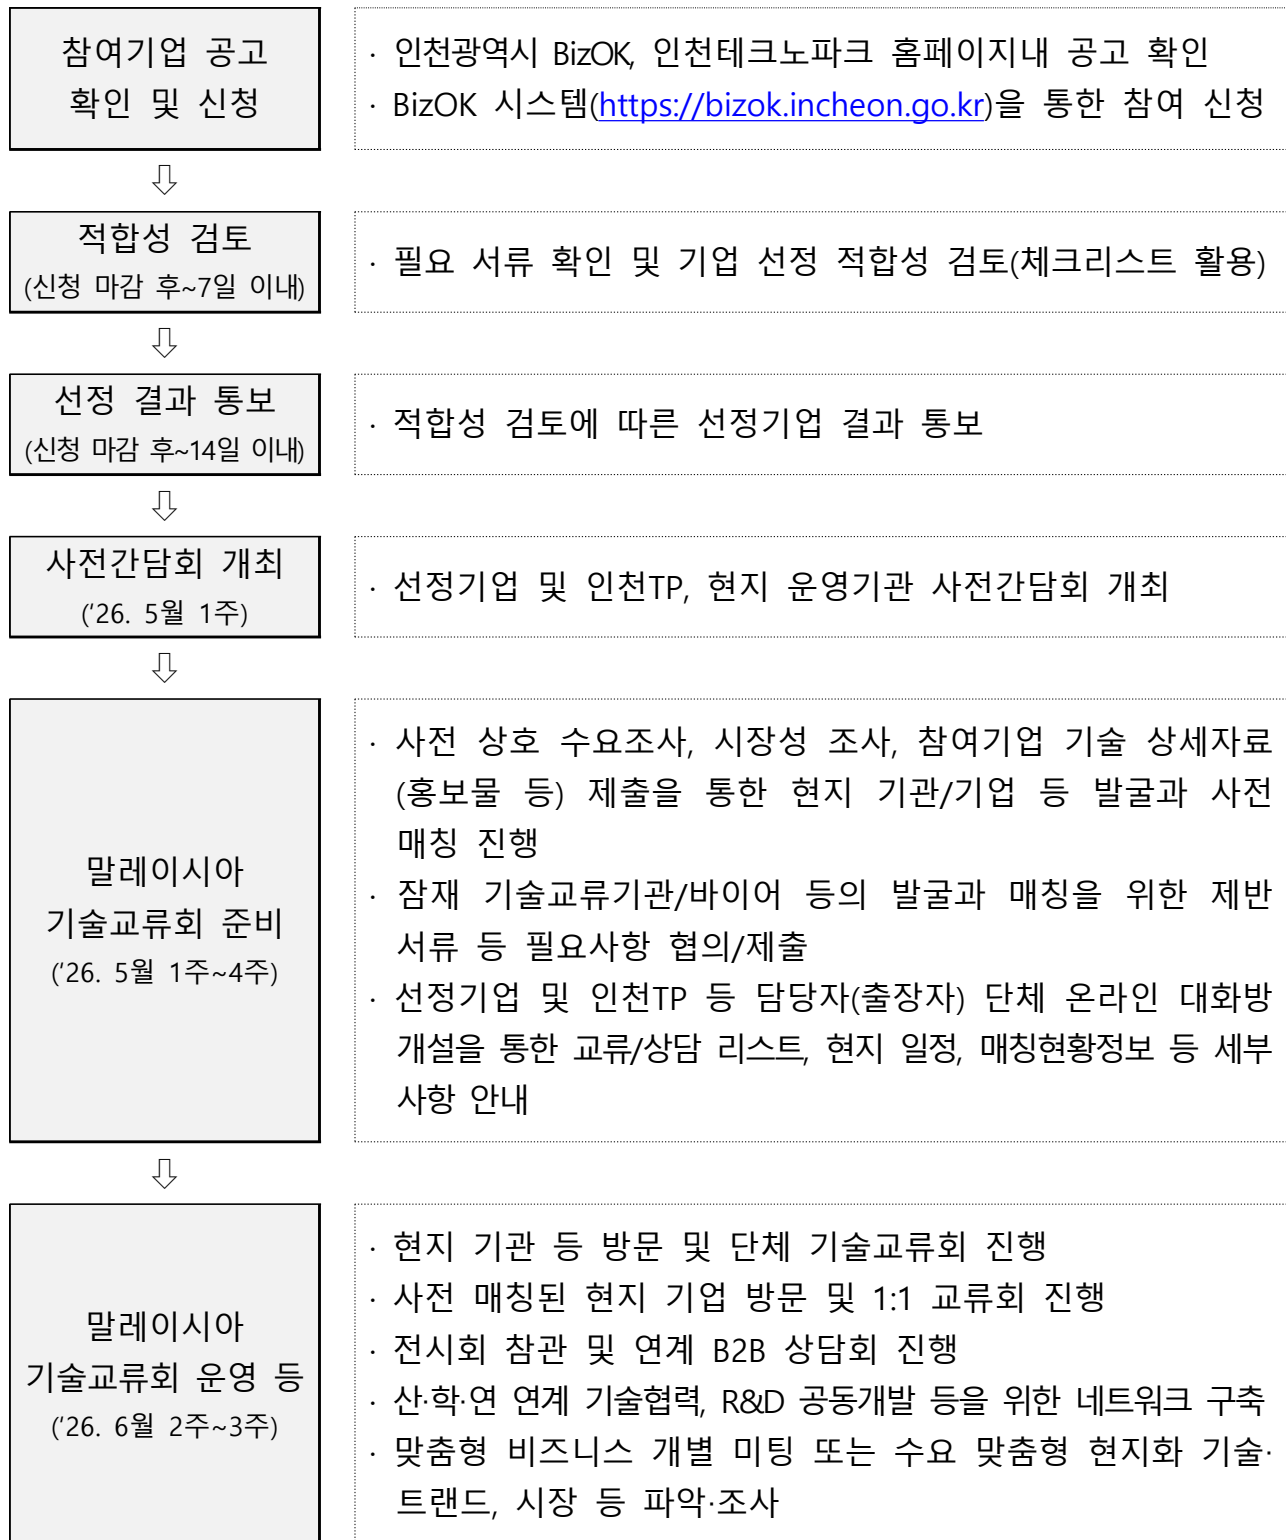 참여기업 공고
확인 및 신청
· 인천광역시 BizOK, 인천테크노파크 홈페이지내 공고 확인
· BizOK 시스템(https://bizok.incheon.go.kr)을 통한 참여 신청
⇩
적합성 검토
(신청 마감 후~7일 이내)
· 필요 서류 확인 및 기업 선정 적합성 검토(체크리스트 활용)
⇩
선정 결과 통보
(신청 마감 후~14일 이내)
· 적합성 검토에 따른 선정기업 결과 통보
⇩
사전간담회 개최
(‘26. 5월 1주)
· 선정기업 및 인천TP, 현지 운영기관 사전간담회 개최
⇩
말레이시아
기술교류회 준비
(‘26. 5월 1주~4주)
· 사전 상호 수요조사, 시장성 조사, 참여기업 기술 상세자료
(홍보물 등) 제출을 통한 현지 기관/기업 등 발굴과 사전
매칭 진행
· 잠재 기술교류기관/바이어 등의 발굴과 매칭을 위한 제반
서류 등 필요사항 협의/제출
· 선정기업 및 인천TP 등 담당자(출장자) 단체 온라인 대화방
개설을 통한 교류/상담 리스트, 현지 일정, 매칭현황정보 등 세부
사항 안내
⇩
말레이시아
기술교류회 운영 등
(‘26. 6월 2주~3주)
· 현지 기관 등 방문 및 단체 기술교류회 진행
· 사전 매칭된 현지 기업 방문 및 1:1 교류회 진행
· 전시회 참관 및 연계 B2B 상담회 진행
· 산·학·연 연계 기술협력, R&D 공동개발 등을 위한 네트워크 구축
· 맞춤형 비즈니스 개별 미팅 또는 수요 맞춤형 현지화 기술·
트랜드, 시장 등 파악·조사